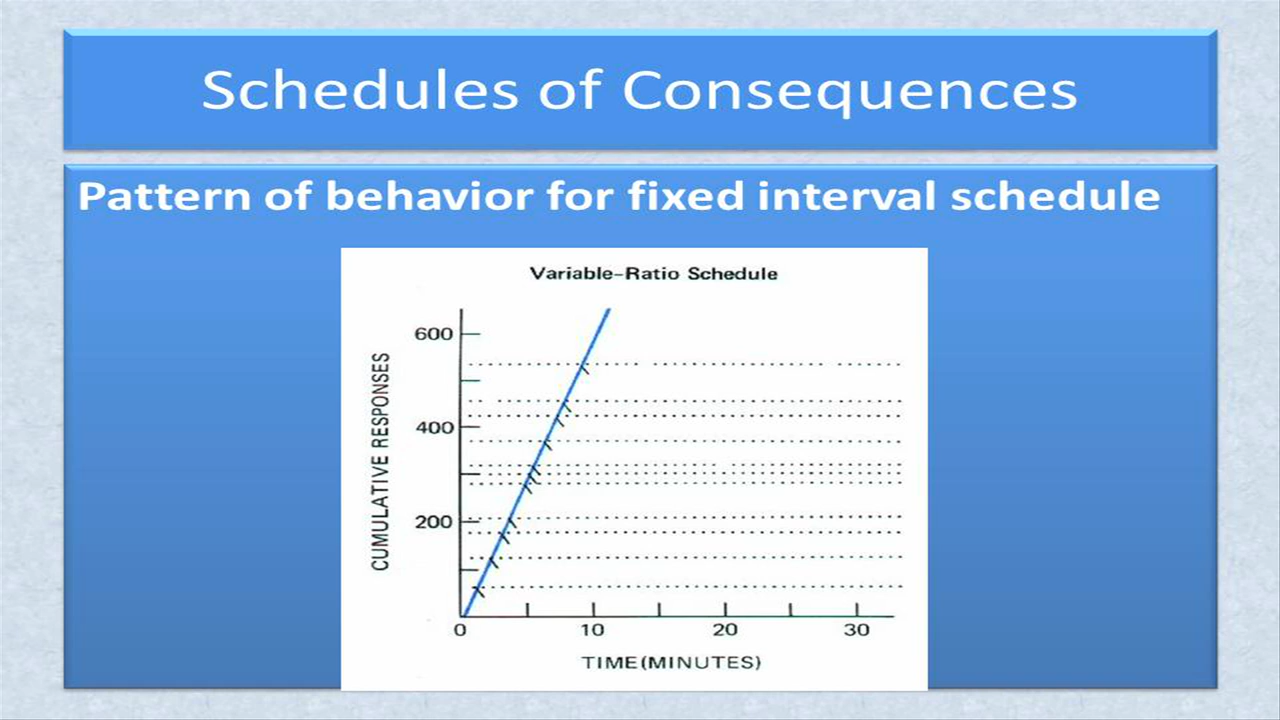 Schedules of Consequences
Pattern of behavior for fixed interval schedule
Variable-Ratio Schedule
600
400
200
CUMULATIVE RESPONSES
0 10 20 30
TIME(MINUTES)